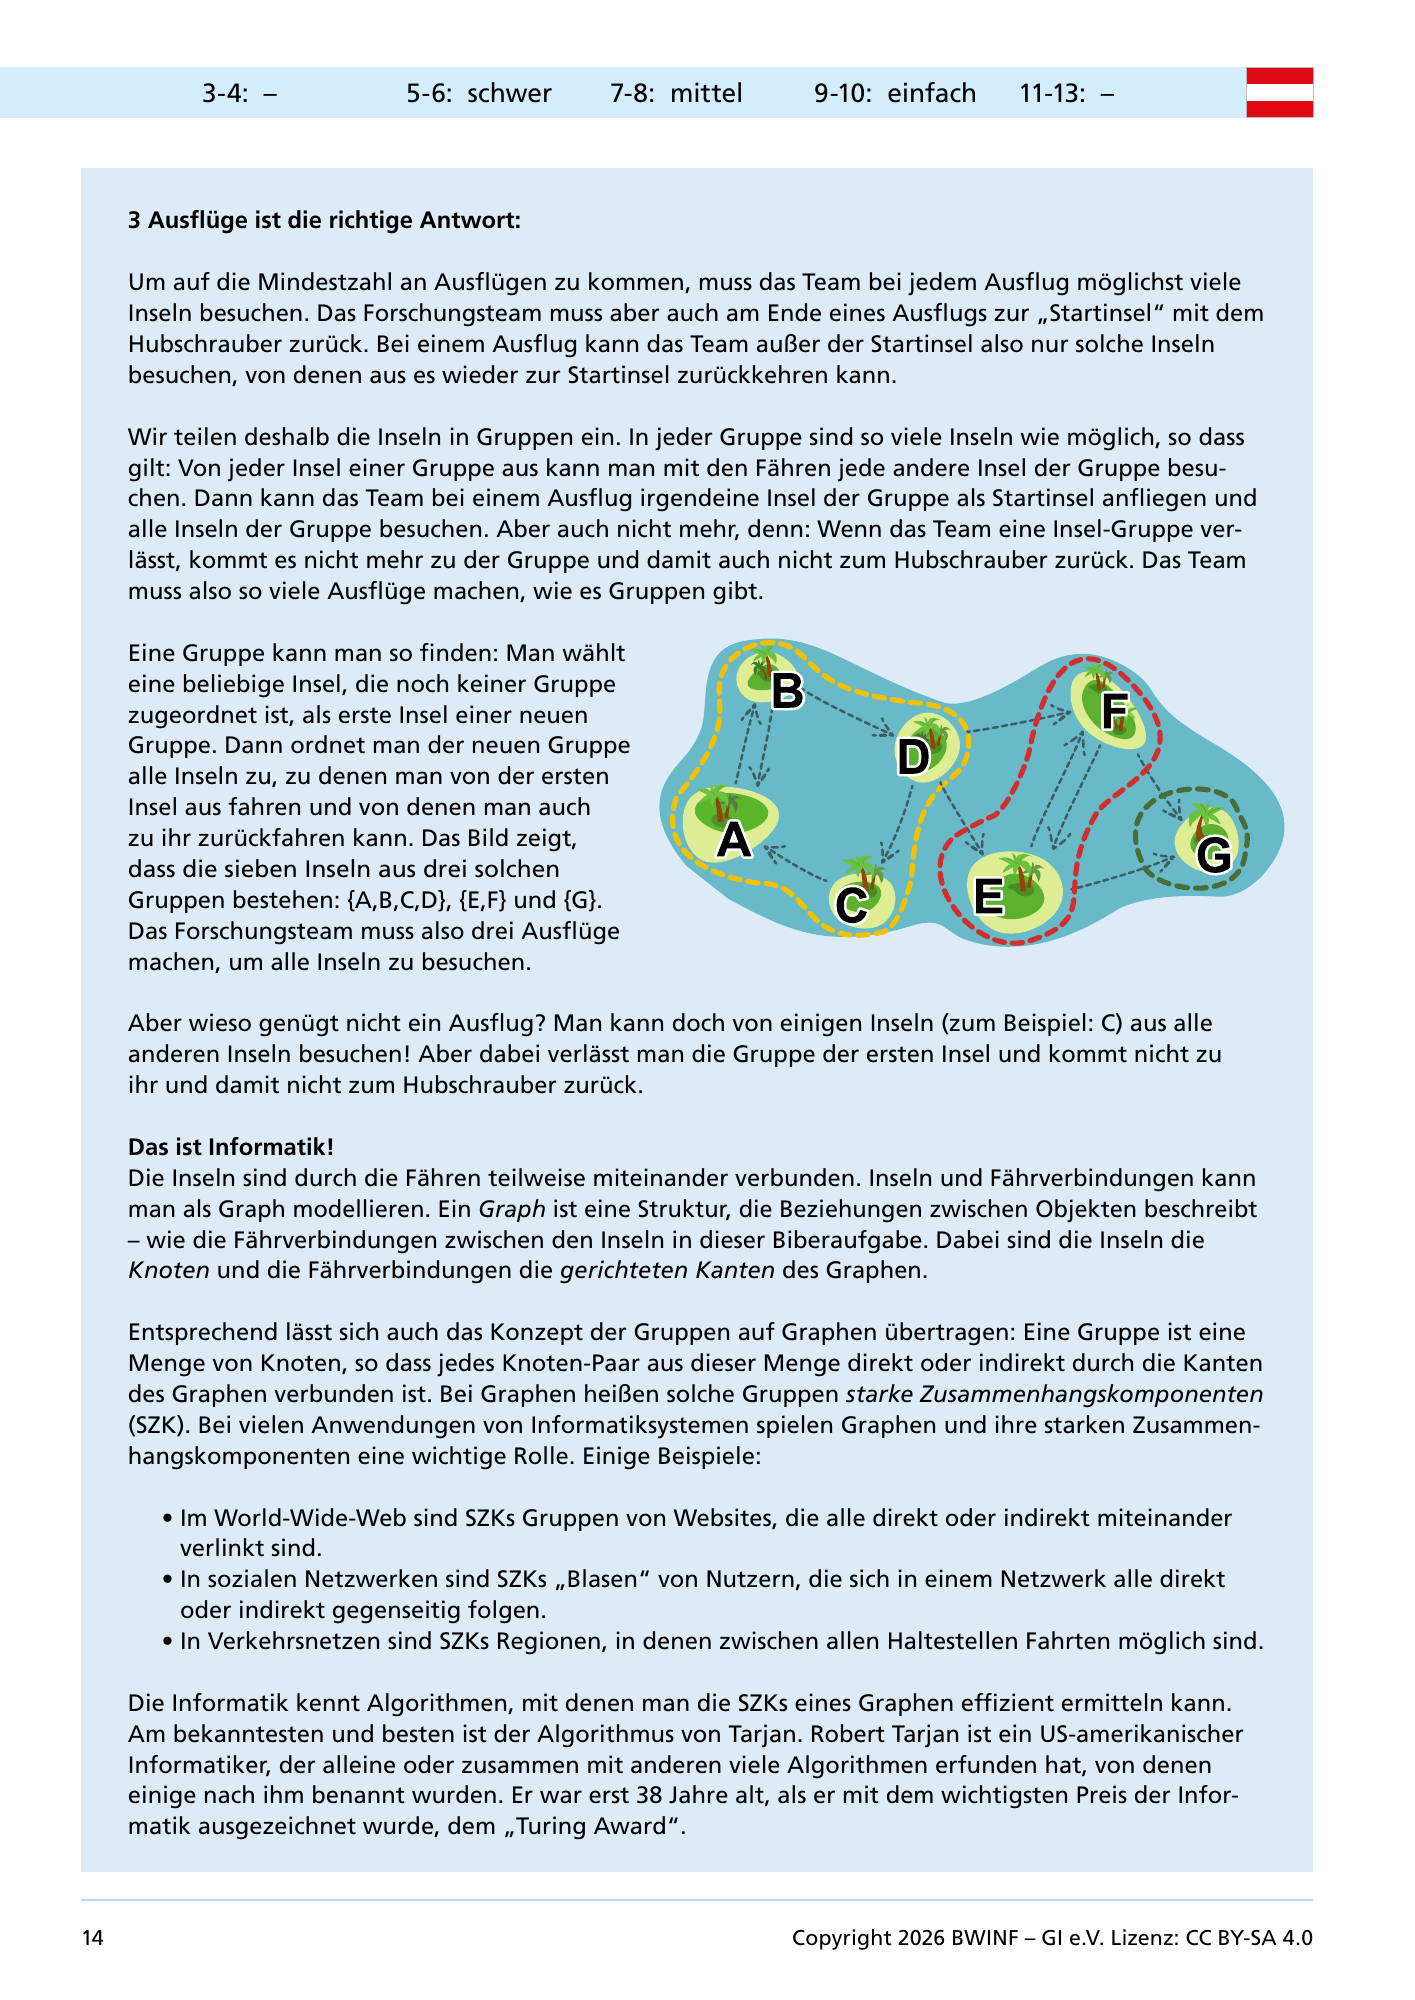 3-4: – 5-6: schwer 7-8: mittel 9-10: einfach 11-13: –
3 Ausflüge ist die richtige Antwort:
Um auf die Mindestzahl an Ausflügen zu kommen, muss das Team bei jedem Ausflug möglichst viele
Inseln besuchen. Das Forschungsteam muss aber auch am Ende eines Ausflugs zur „Startinsel“ mit dem
Hubschrauber zurück. Bei einem Ausflug kann das Team außer der Startinsel also nur solche Inseln
besuchen, von denen aus es wieder zur Startinsel zurückkehren kann.
Wir teilen deshalb die Inseln in Gruppen ein. In jeder Gruppe sind so viele Inseln wie möglich, so dass
gilt: Von jeder Insel einer Gruppe aus kann man mit den Fähren jede andere Insel der Gruppe besu-
chen. Dann kann das Team bei einem Ausflug irgendeine Insel der Gruppe als Startinsel anfliegen und
alle Inseln der Gruppe besuchen. Aber auch nicht mehr, denn: Wenn das Team eine Insel-Gruppe ver-
lässt, kommt es nicht mehr zu der Gruppe und damit auch nicht zum Hubschrauber zurück. Das Team
muss also so viele Ausflüge machen, wie es Gruppen gibt.
Eine Gruppe kann man so finden: Man wählt
eine beliebige Insel, die noch keiner Gruppe
zugeordnet ist, als erste Insel einer neuen
Gruppe. Dann ordnet man der neuen Gruppe
alle Inseln zu, zu denen man von der ersten
Insel aus fahren und von denen man auch
zu ihr zurückfahren kann. Das Bild zeigt,
dass die sieben Inseln aus drei solchen
Gruppen bestehen: {A,B,C,D}, {E,F} und {G}.
Das Forschungsteam muss also drei Ausflüge
machen, um alle Inseln zu besuchen.
B
F
D
A
G
E
C
Aber wieso genügt nicht ein Ausflug? Man kann doch von einigen Inseln (zum Beispiel: C) aus alle
anderen Inseln besuchen! Aber dabei verlässt man die Gruppe der ersten Insel und kommt nicht zu
ihr und damit nicht zum Hubschrauber zurück.
Das ist Informatik!
Die Inseln sind durch die Fähren teilweise miteinander verbunden. Inseln und Fährverbindungen kann
man als Graph modellieren. Ein Graph ist eine Struktur, die Beziehungen zwischen Objekten beschreibt
– wie die Fährverbindungen zwischen den Inseln in dieser Biberaufgabe. Dabei sind die Inseln die
Knoten und die Fährverbindungen die gerichteten Kanten des Graphen.
Entsprechend lässt sich auch das Konzept der Gruppen auf Graphen übertragen: Eine Gruppe ist eine
Menge von Knoten, so dass jedes Knoten-Paar aus dieser Menge direkt oder indirekt durch die Kanten
des Graphen verbunden ist. Bei Graphen heißen solche Gruppen starke Zusammenhangskomponenten
(SZK). Bei vielen Anwendungen von Informatiksystemen spielen Graphen und ihre starken Zusammen-
hangskomponenten eine wichtige Rolle. Einige Beispiele:
• Im World-Wide-Web sind SZKs Gruppen von Websites, die alle direkt oder indirekt miteinander
verlinkt sind.
• In sozialen Netzwerken sind SZKs „Blasen“ von Nutzern, die sich in einem Netzwerk alle direkt
oder indirekt gegenseitig folgen.
• In Verkehrsnetzen sind SZKs Regionen, in denen zwischen allen Haltestellen Fahrten möglich sind.
Die Informatik kennt Algorithmen, mit denen man die SZKs eines Graphen effizient ermitteln kann.
Am bekanntesten und besten ist der Algorithmus von Tarjan. Robert Tarjan ist ein US-amerikanischer
Informatiker, der alleine oder zusammen mit anderen viele Algorithmen erfunden hat, von denen
einige nach ihm benannt wurden. Er war erst 38 Jahre alt, als er mit dem wichtigsten Preis der Infor-
matik ausgezeichnet wurde, dem „Turing Award“.
14 Copyright 2026 BWINF – GI e.V. Lizenz: CC BY-SA 4.0